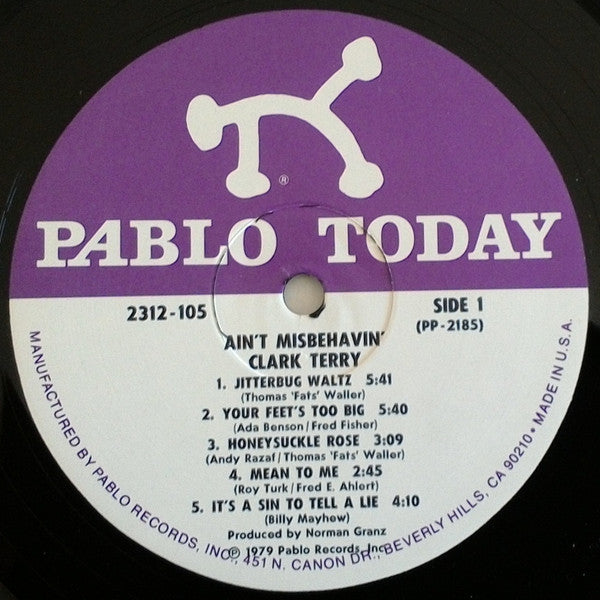 ®
PABLO TODAY
2312-105
SIDE 1
(PP-2185)
AIN'T MISBEHAVIN'
CLARK TERRY
1. JITTERBUG WALTZ 5:41
(Thomas 'Fats' Waller)
2. YOUR FEET'S TOO BIG 5:40
(Ada Benson/Fred Fisher)
3. HONEYSUCKLE ROSE 3:09
(Andy Razaf/Thomas 'Fats' Waller)
4. MEAN TO ME 2:45
(Roy Turk/Fred E. Ahlert)
5. IT'S A SIN TO TELL A LIE 4:10
(Billy Mayhew)
Produced by Norman Granz
℗ 1979 Pablo Records, Inc.
MANUFACTURED BY PABLO RECORDS, INC., 451 N. CANON DR., BEVERLY HILLS, CA 90210 • MADE IN U.S.A.